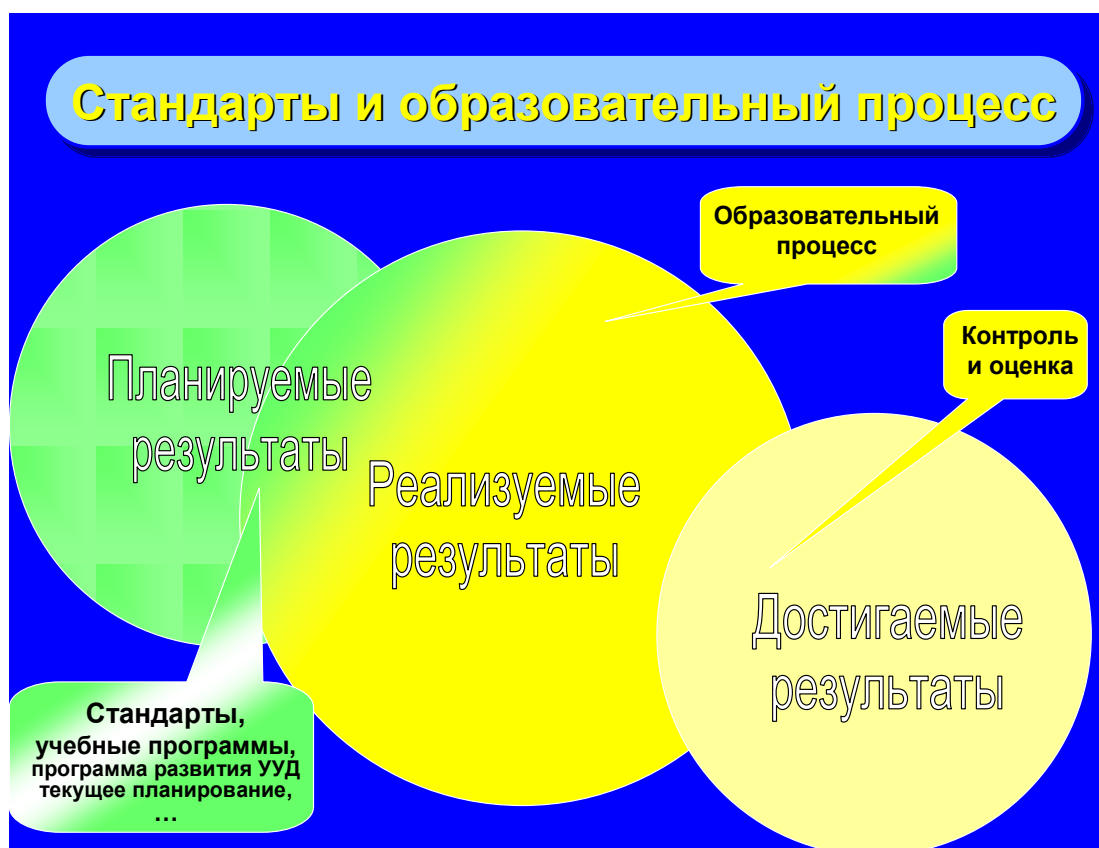 Стандарты и образовательный процесс
Образовательный
процесс
Контроль
и оценка
Планируемые
результаты
Реализуемые
результаты
Достигаемые
результаты
Стандарты,
учебные программы,
программа развития УУД
текущее планирование,
…